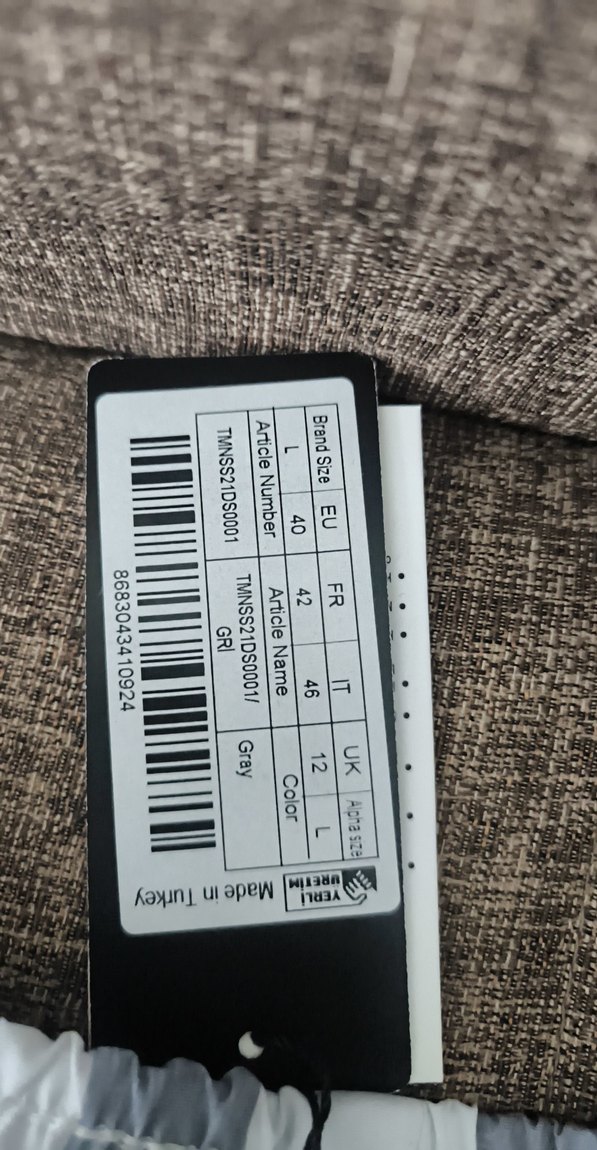 Brand Size EU FR IT UK Alpha size
L 40 42 46 12 L
Article Number Article Name Color
TMNSS21DS0001 TMNSS21DS0001/ Gray
GRİ
8683043410924
YERLİ
ÜRETİM
Made in Turkey